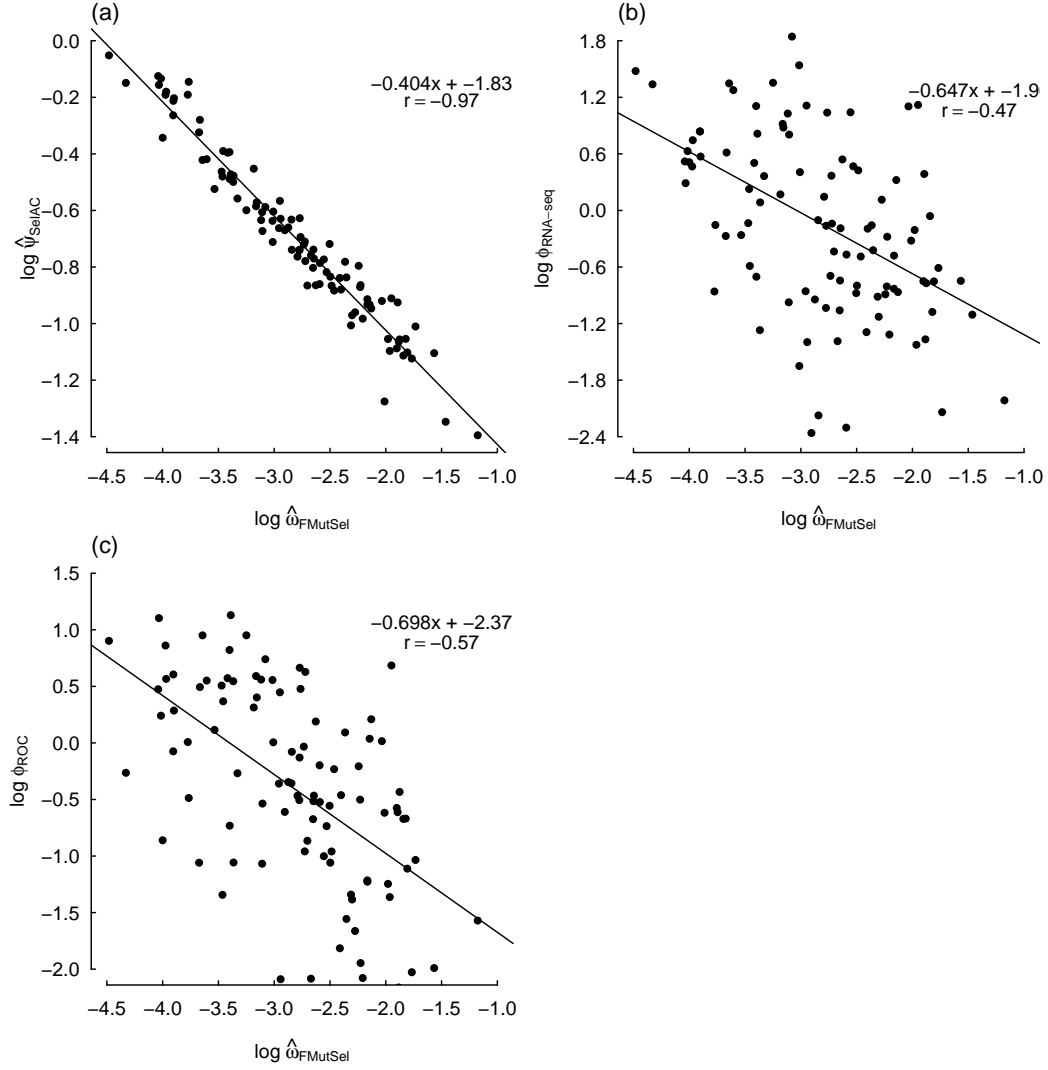 (a)
0.0
−0.2
−0.4
−0.6
−0.8
−1.0
−1.2
−1.4
log ψ̂SelAC
−0.404x + −1.83
r = −0.97
−4.5 −4.0 −3.5 −3.0 −2.5 −2.0 −1.5 −1.0
log ω̂FMutSel
(b)
1.8
1.2
0.6
0.0
−0.6
−1.2
−1.8
−2.4
log ϕRNA−seq
−0.647x + −1.9
r = −0.47
−4.5 −4.0 −3.5 −3.0 −2.5 −2.0 −1.5 −1.0
log ω̂FMutSel
(c)
1.5
1.0
0.5
0.0
−0.5
−1.0
−1.5
−2.0
log ϕROC
−0.698x + −2.37
r = −0.57
−4.5 −4.0 −3.5 −3.0 −2.5 −2.0 −1.5 −1.0
log ω̂FMutSel